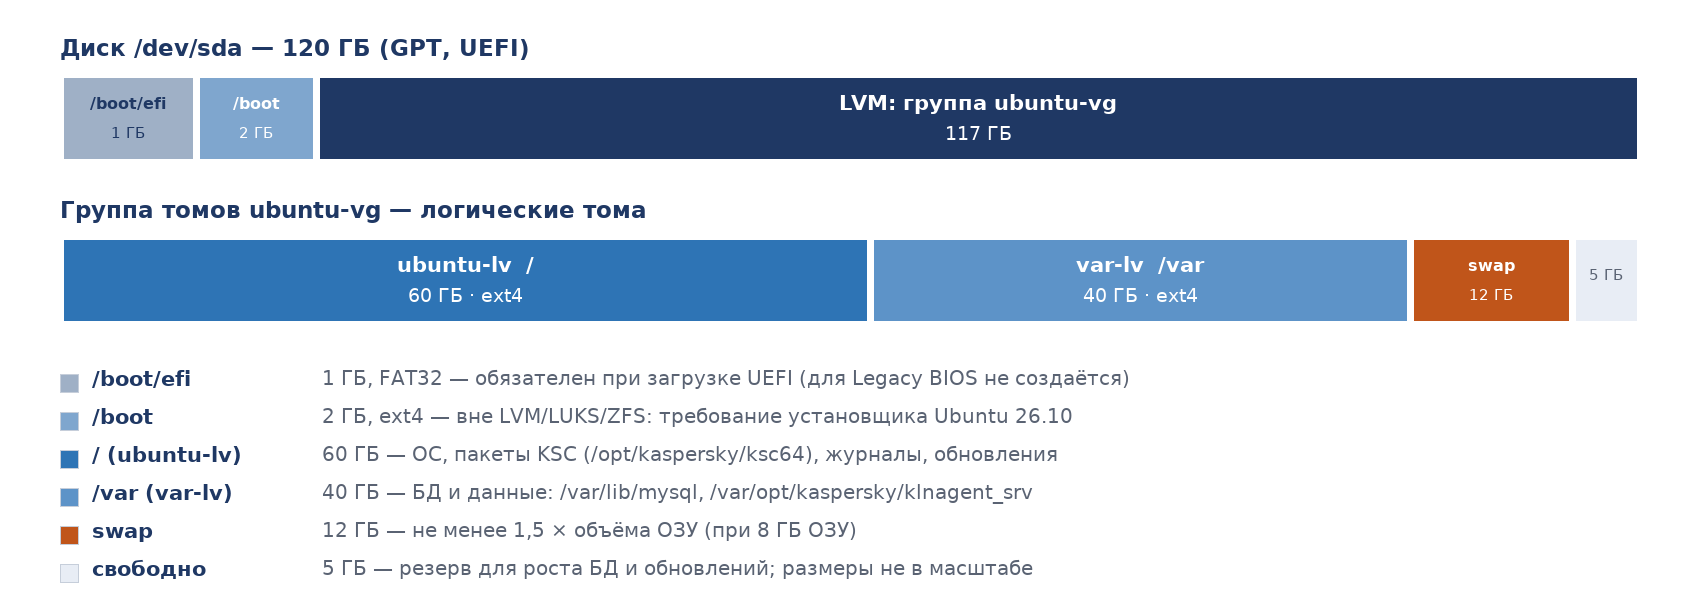 Диск /dev/sda — 120 ГБ (GPT, UEFI)
/boot/efi
1 ГБ
/boot
2 ГБ
LVM: группа ubuntu-vg
117 ГБ
Группа томов ubuntu-vg — логические тома
ubuntu-lv /
60 ГБ · ext4
var-lv /var
40 ГБ · ext4
swap
12 ГБ
5 ГБ
/boot/efi 1 ГБ, FAT32 — обязателен при загрузке UEFI (для Legacy BIOS не создаётся)
/boot 2 ГБ, ext4 — вне LVM/LUKS/ZFS: требование установщика Ubuntu 26.10
/ (ubuntu-lv) 60 ГБ — ОС, пакеты KSC (/opt/kaspersky/ksc64), журналы, обновления
/var (var-lv) 40 ГБ — БД и данные: /var/lib/mysql, /var/opt/kaspersky/klnagent_srv
swap 12 ГБ — не менее 1,5 × объёма ОЗУ (при 8 ГБ ОЗУ)
свободно 5 ГБ — резерв для роста БД и обновлений; размеры не в масштабе